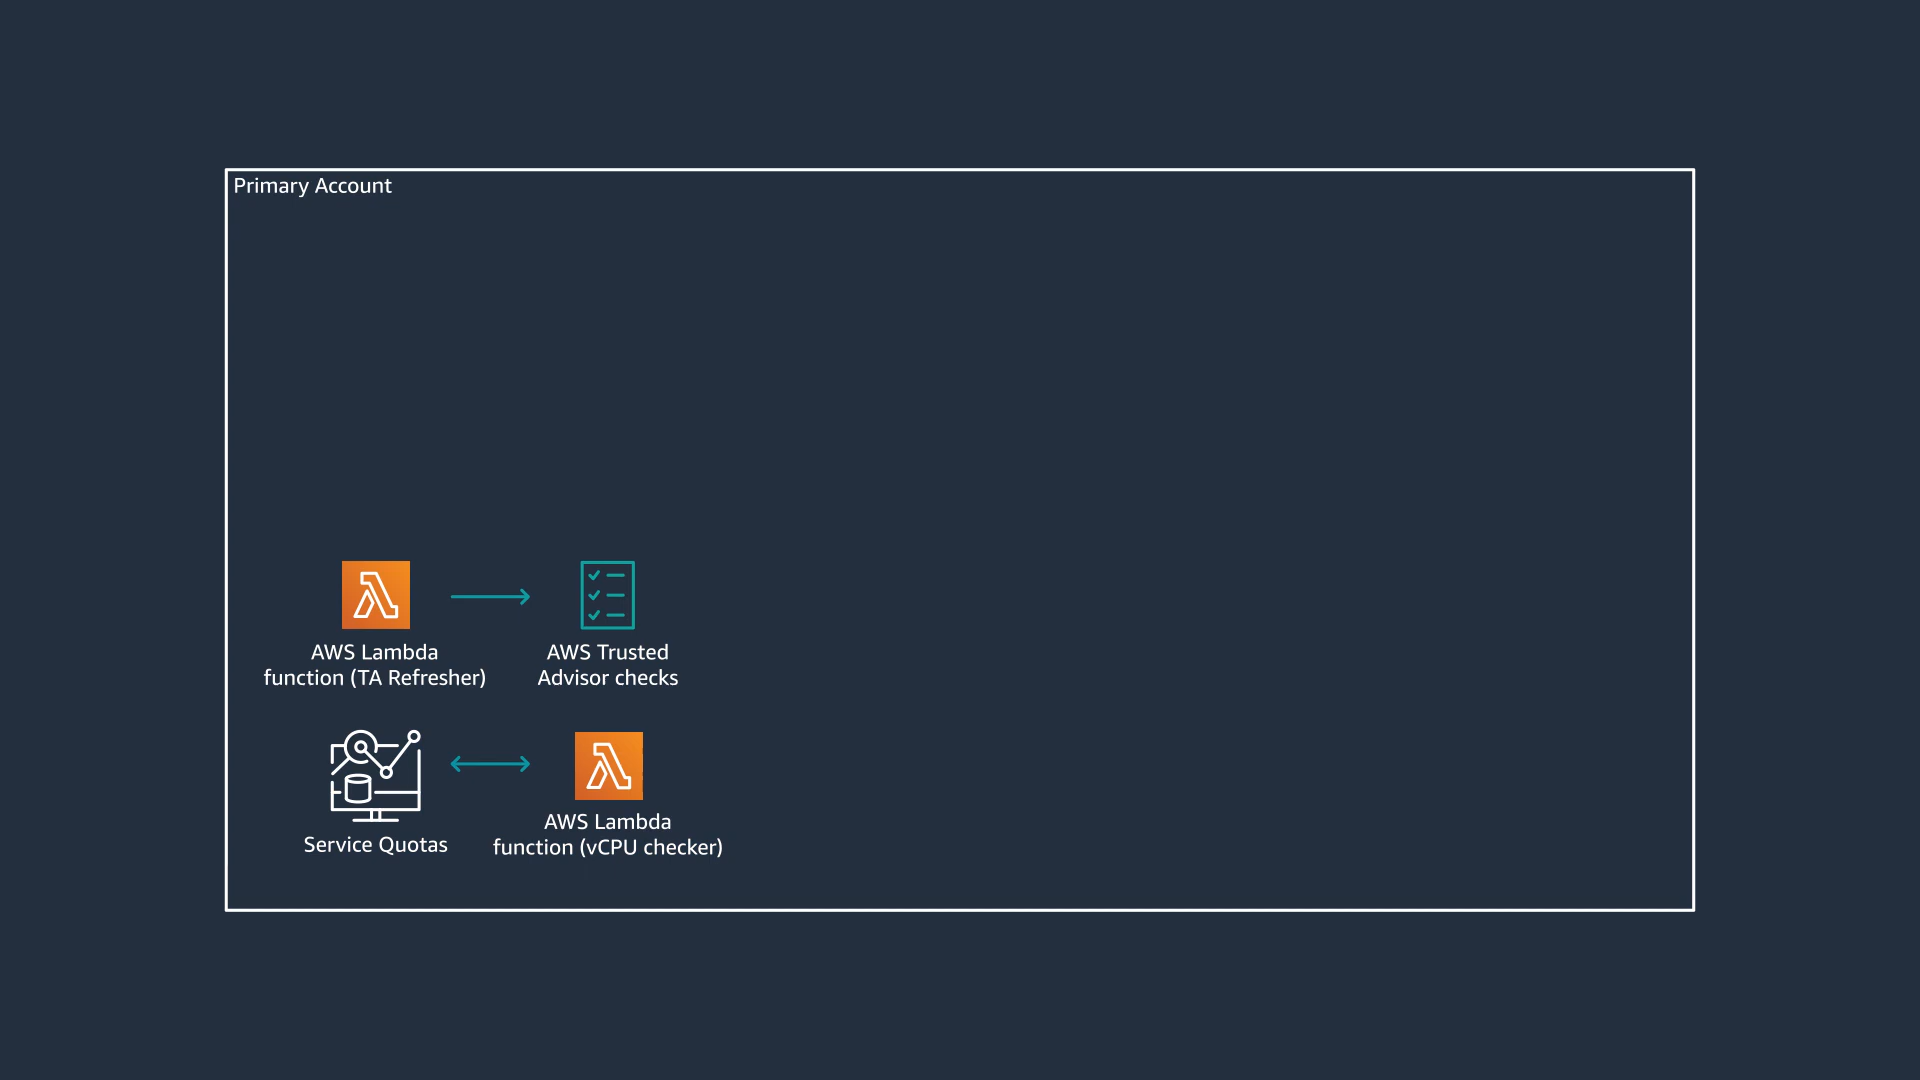 Primary Account
AWS Lambda
function (TA Refresher)
AWS Trusted
Advisor checks
Service Quotas
AWS Lambda
function (vCPU checker)